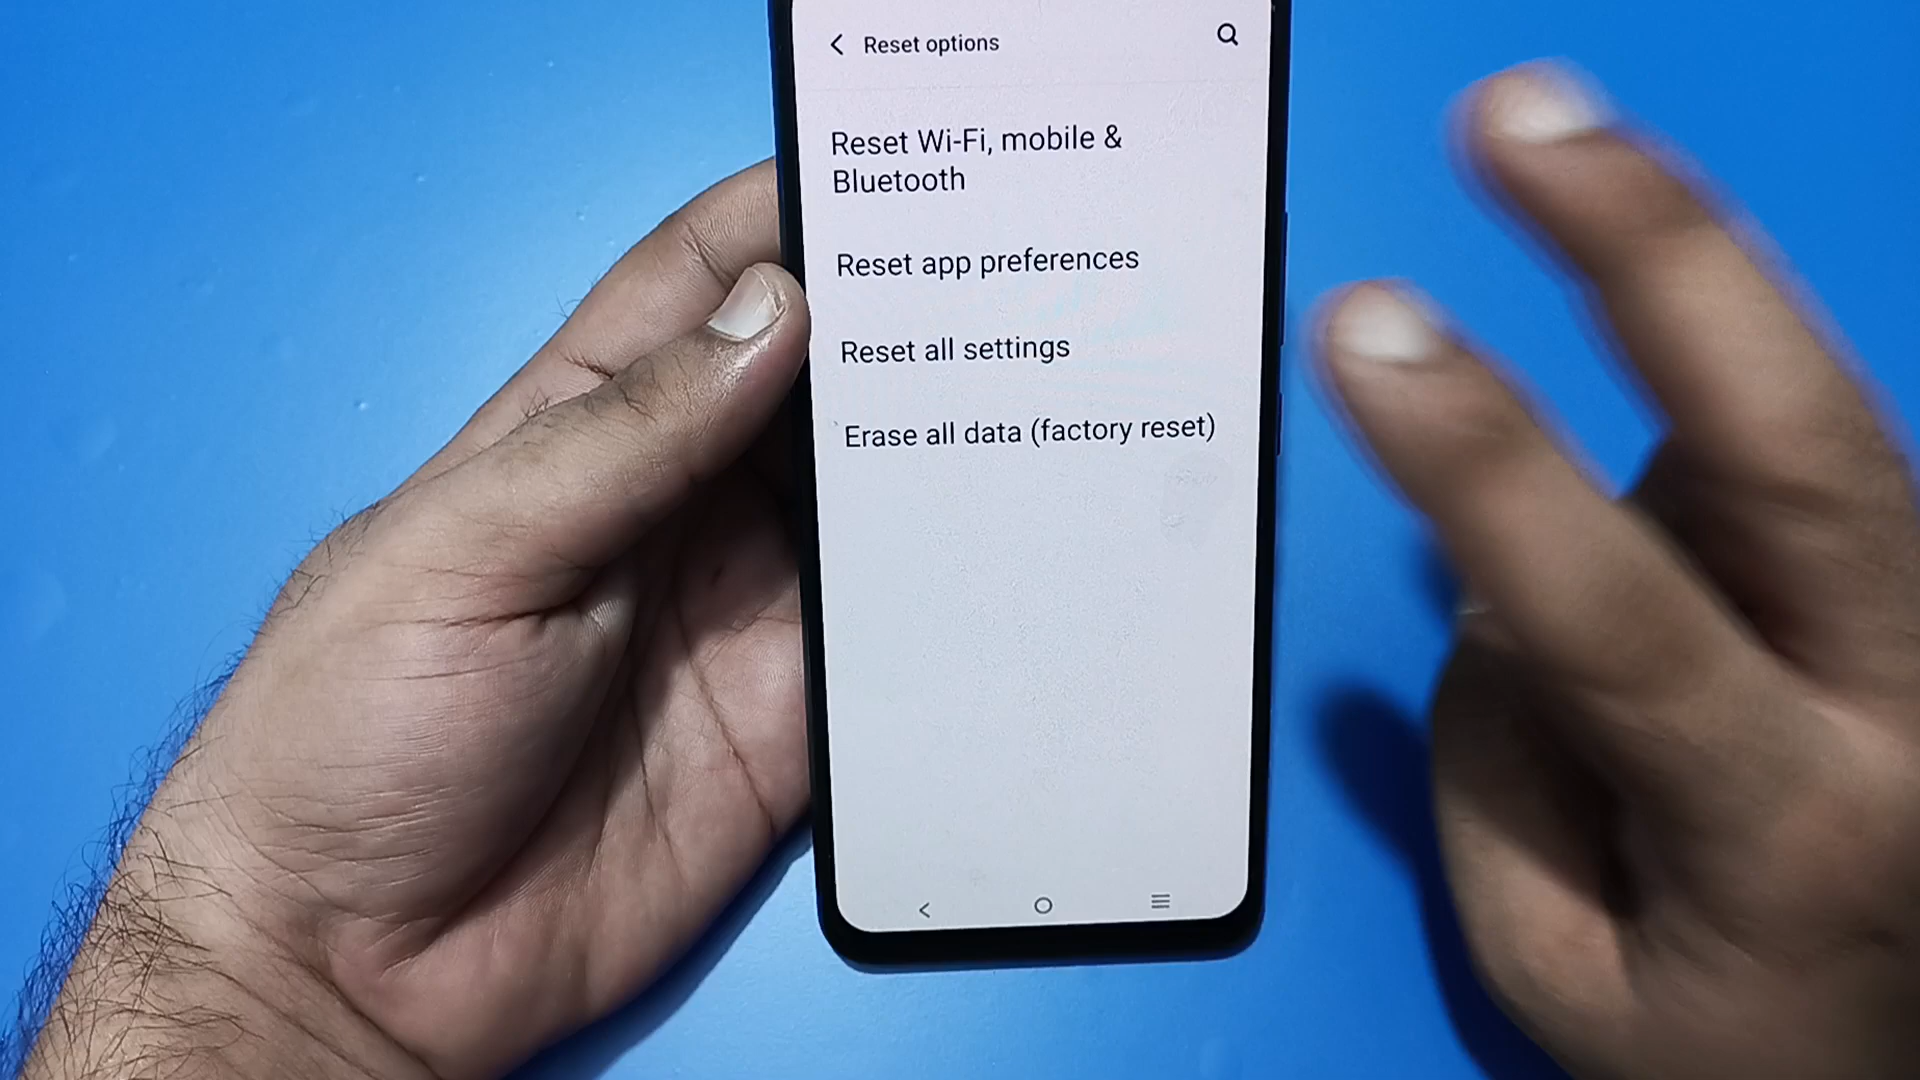 Reset options
Reset Wi-Fi, mobile &
Bluetooth
Reset app preferences
Reset all settings
Erase all data (factory reset)